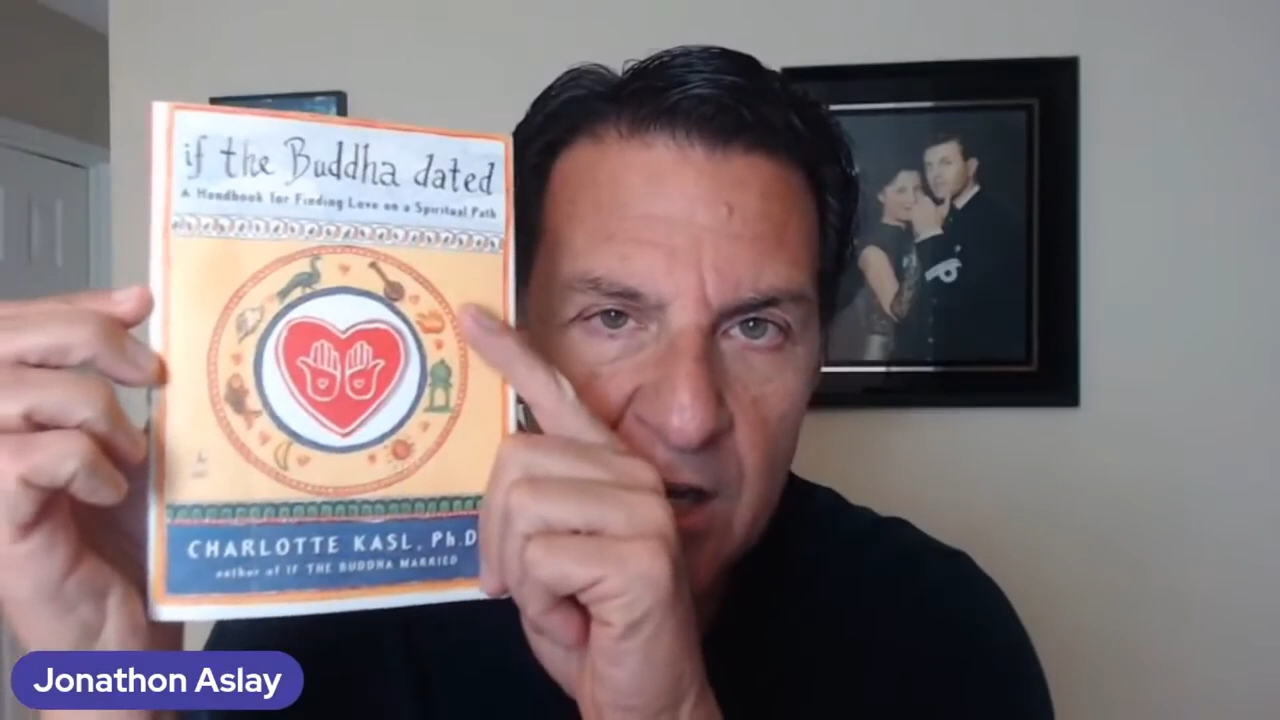 if the Buddha dated
A Handbook for Finding Love on a Spiritual Path
CHARLOTTE KASL, Ph.D
author of IF THE BUDDHA MARRIED
Jonathon Aslay